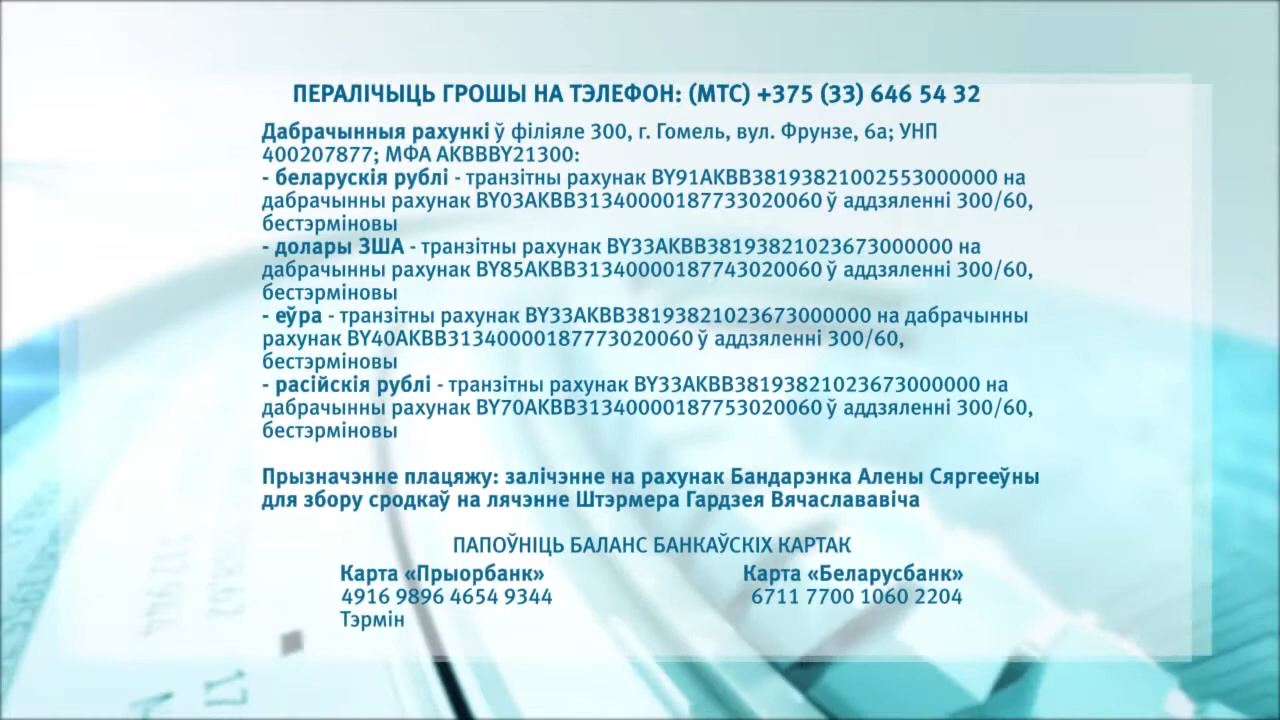 ПЕРАЛІЧЫЦЬ ГРОШЫ НА ТЭЛЕФОН: (МТС) +375 (33) 646 54 32
Дабрачынныя рахункі ў філіяле 300, г. Гомель, вул. Фрунзе, 6а; УНП
400207877; МФА AKBBBY21300:
- беларускія рублі - транзітны рахунак BY91AKBB38193821002553000000 на
дабрачынны рахунак BY03AKBB31340000187733020060 ў аддзяленні 300/60,
бестэрміновы
- долары ЗША - транзітны рахунак BY33AKBB38193821023673000000 на
дабрачынны рахунак BY85AKBB31340000187743020060 ў аддзяленні 300/60,
бестэрміновы
- еўра - транзітны рахунак BY33AKBB38193821023673000000 на дабрачынны
рахунак BY40AKBB31340000187773020060 ў аддзяленні 300/60,
бестэрміновы
- расійскія рублі - транзітны рахунак BY33AKBB38193821023673000000 на
дабрачынны рахунак BY70AKBB31340000187753020060 ў аддзяленні 300/60,
бестэрміновы
Прызначэнне плацяжу: залічэнне на рахунак Бандарэнка Алены Сяргееўны
для збору сродкаў на лячэнне Штэрмера Гардзея Вячаслававіча
ПАПОЎНІЦЬ БАЛАНС БАНКАЎСКІХ КАРТАК
Карта «Прыорбанк»
4916 9896 4654 9344
Тэрмін
Карта «Беларусбанк»
6711 7700 1060 2204